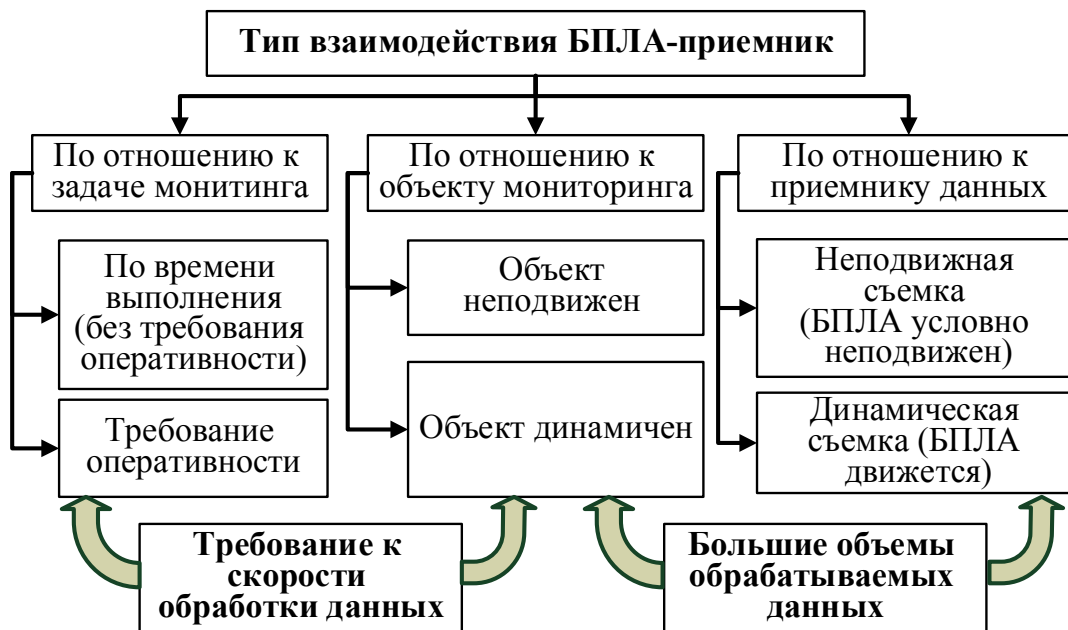 Тип взаимодействия БПЛА-приемник
По отношению к
задаче монитинга
По отношению к
объекту мониторинга
По отношению к
приемнику данных
По времени
выполнения
(без требования
оперативности)
Объект
неподвижен
Неподвижная
съемка
(БПЛА условно
неподвижен)
Требование
оперативности
Объект динамичен
Динамическая
съемка (БПЛА
движется)
Требование к
скорости
обработки данных
Большие объемы
обрабатываемых
данных